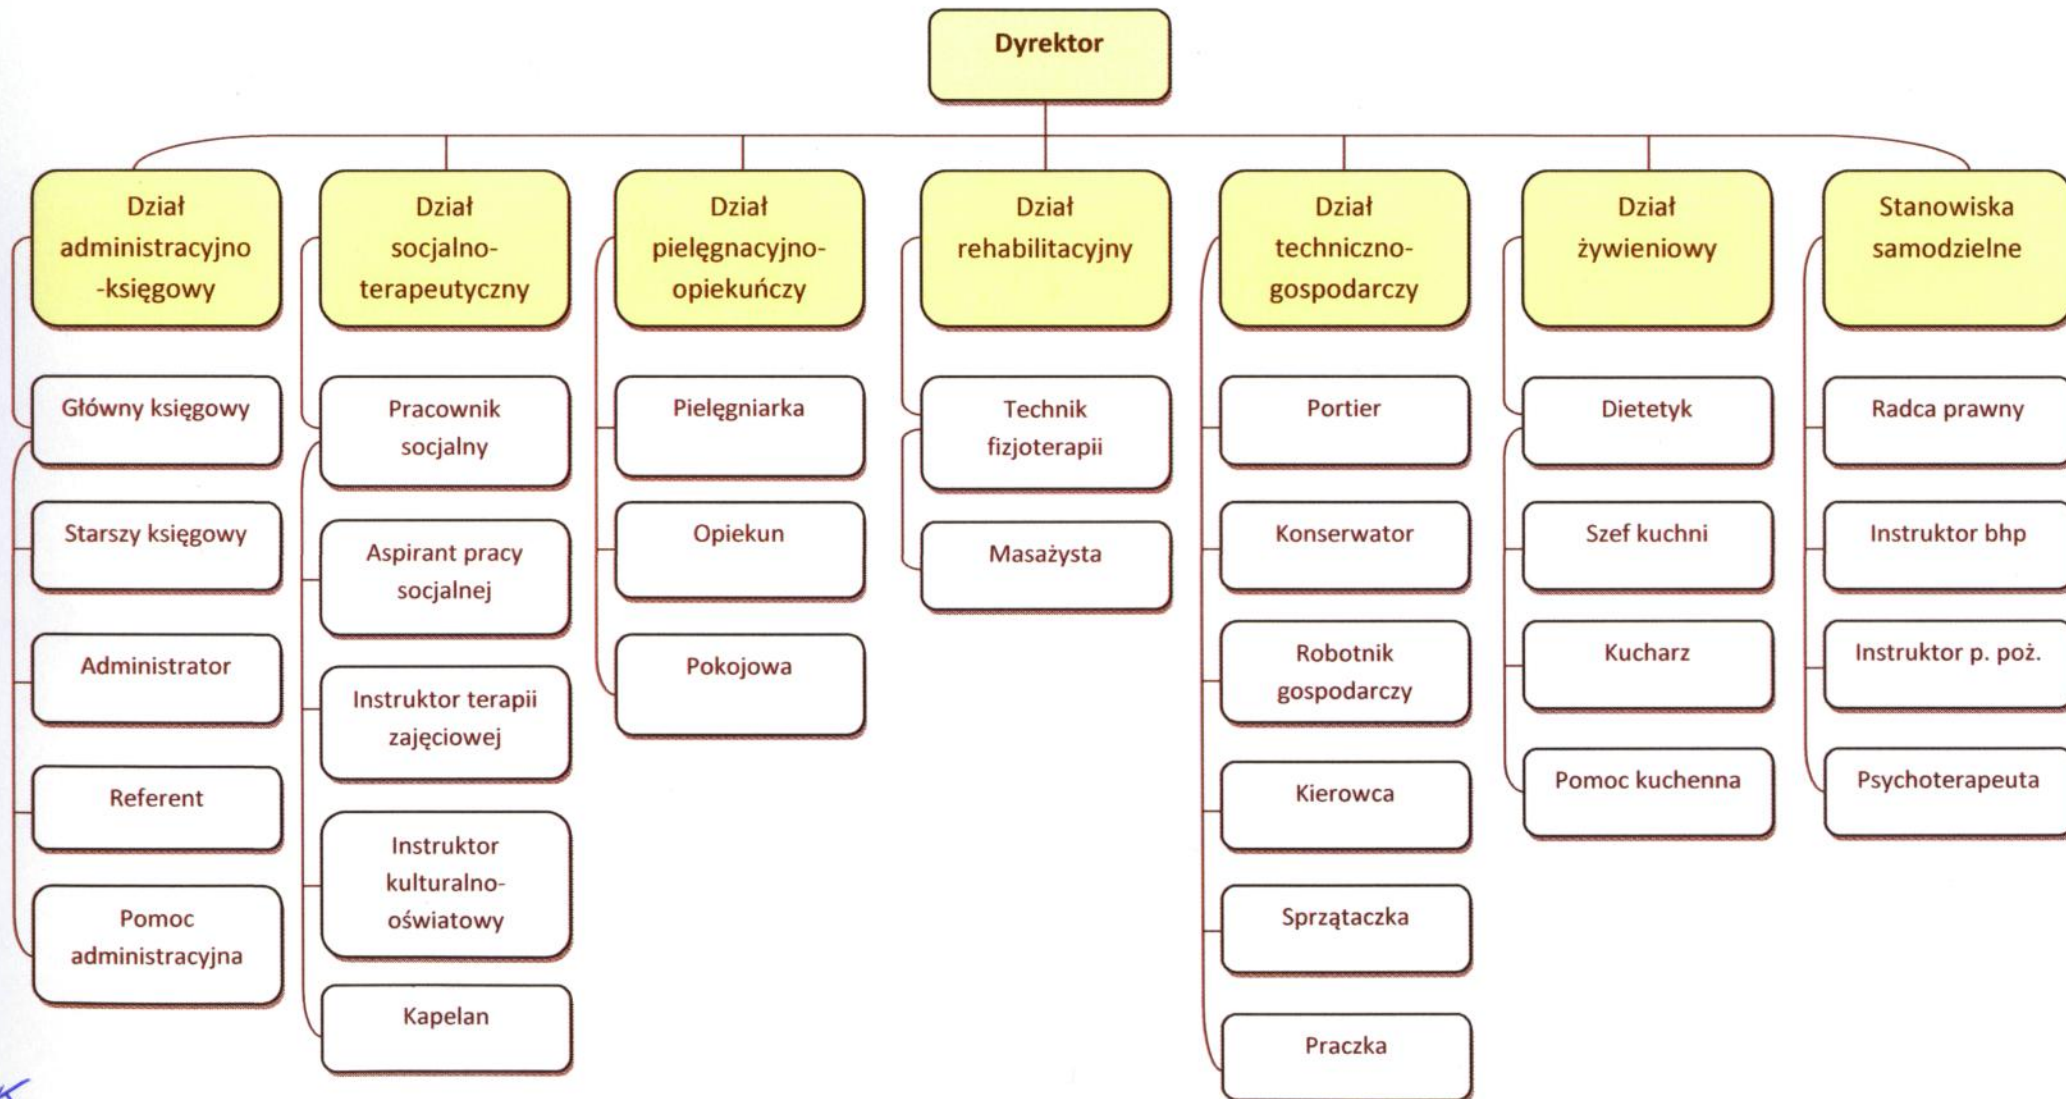 Dyrektor
Dział
administracyjno
-księgowy
Główny księgowy
Starszy księgowy
Administrator
Referent
Pomoc
administracyjna
Dział
socjalno-
terapeutyczny
Pracownik
socjalny
Aspirant pracy
socjalnej
Instruktor terapii
zajęciowej
Instruktor
kulturalno-
oświatowy
Kapelan
Dział
pielęgnacyjno-
opiekuńczy
Pielęgniarka
Opiekun
Pokojowa
Dział
rehabilitacyjny
Technik
fizjoterapii
Masażysta
Dział
techniczno-
gospodarczy
Portier
Konserwator
Robotnik
gospodarczy
Kierowca
Sprzątaczka
Praczka
Dział
żywieniowy
Dietetyk
Szef kuchni
Kucharz
Pomoc kuchenna
Stanowiska
samodzielne
Radca prawny
Instruktor bhp
Instruktor p. poż.
Psychoterapeuta